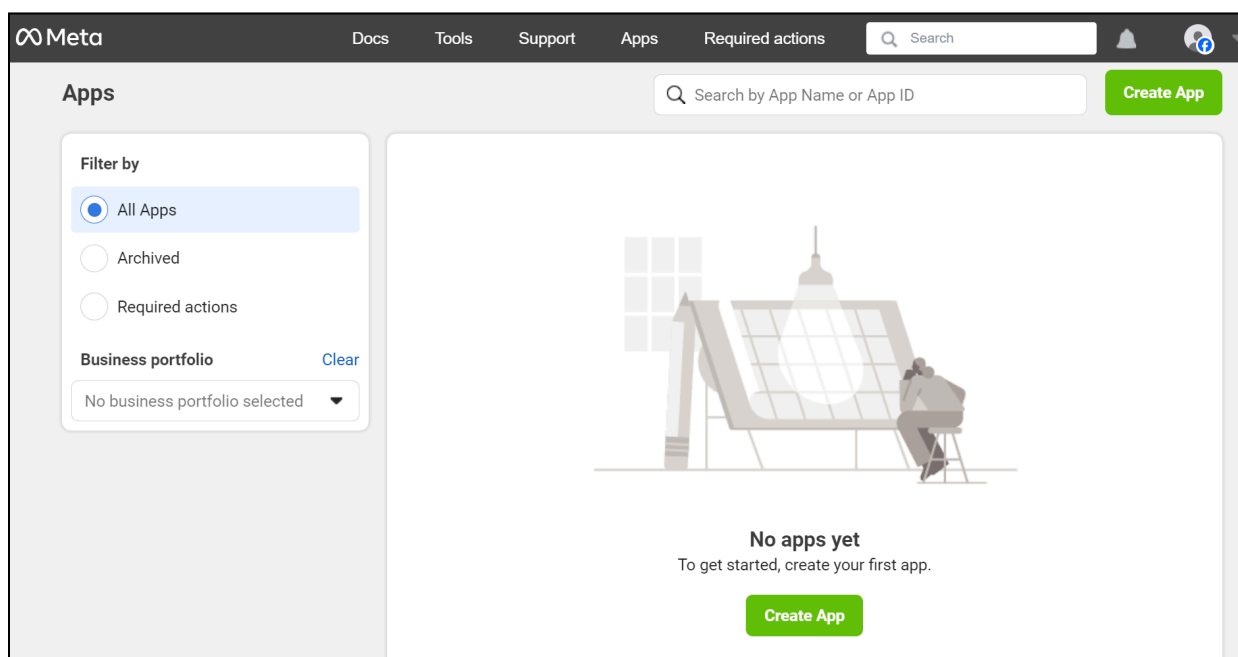 Meta Docs Tools Support Apps Required actions Search
Apps Search by App Name or App ID Create App
Filter by
All Apps
Archived
Required actions
Business portfolio Clear
No business portfolio selected
No apps yet
To get started, create your first app.
Create App